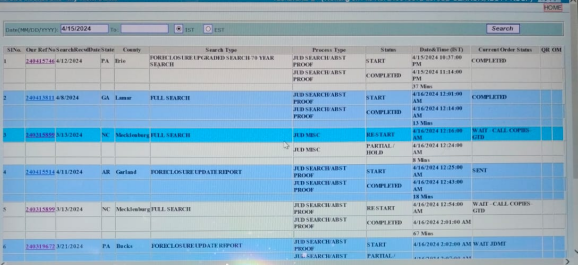 HOME
Date(MM/DD/YYYY) 4/15/2024 To: IST EST Search
SlNo. Our RefNo SearchRecvdDate State County Search Type Process Type Status Date&Time (IST) Current Order Status QR OM
1 240415746 4/12/2024 PA Erie FORECLOSURE UPGRADED SEARCH 70 YEAR SEARCH JUD SEARCH/ABST PROOF START 4/15/2024 10:37:00 PM COMPLETED
JUD SEARCH/ABST PROOF COMPLETED 4/15/2024 11:14:00 PM
37 Mins
2 4/8/2024 GA Lamar FULL SEARCH JUD SEARCH/ABST PROOF START 4/16/2024 12:01:00 AM COMPLETED
JUD SEARCH/ABST PROOF COMPLETED 4/16/2024 12:14:00 AM
13 Mins
3 240315899 3/13/2024 NC Mecklenburg FULL SEARCH JUD MISC RESTART 4/16/2024 12:16:00 AM WAIT - CALL COPIES - GTD
JUD MISC PARTIAL/ HOLD 4/16/2024 12:24:00 AM
8 Mins
4 240415514 4/11/2024 AR Garland FORECLOSURE UPDATE REPORT JUD SEARCH/ABST PROOF START 4/16/2024 12:25:00 AM SENT
JUD SEARCH/ABST PROOF COMPLETED 4/16/2024 12:43:00 AM
18 Mins
5 240315899 3/13/2024 NC Mecklenburg FULL SEARCH JUD SEARCH/ABST PROOF RESTART 4/16/2024 12:54:00 AM WAIT - CALL COPIES - GTD
JUD SEARCH/ABST PROOF COMPLETED 4/16/2024 2:01:00 AM
67 Mins
6 240319672 3/21/2024 PA Bucks FORECLOSURE UPDATE REPORT JUD SEARCH/ABST PROOF START 4/16/2024 2:02:00 AM WAIT JDMT
JUD SEARCH/ABST PARTIAL/